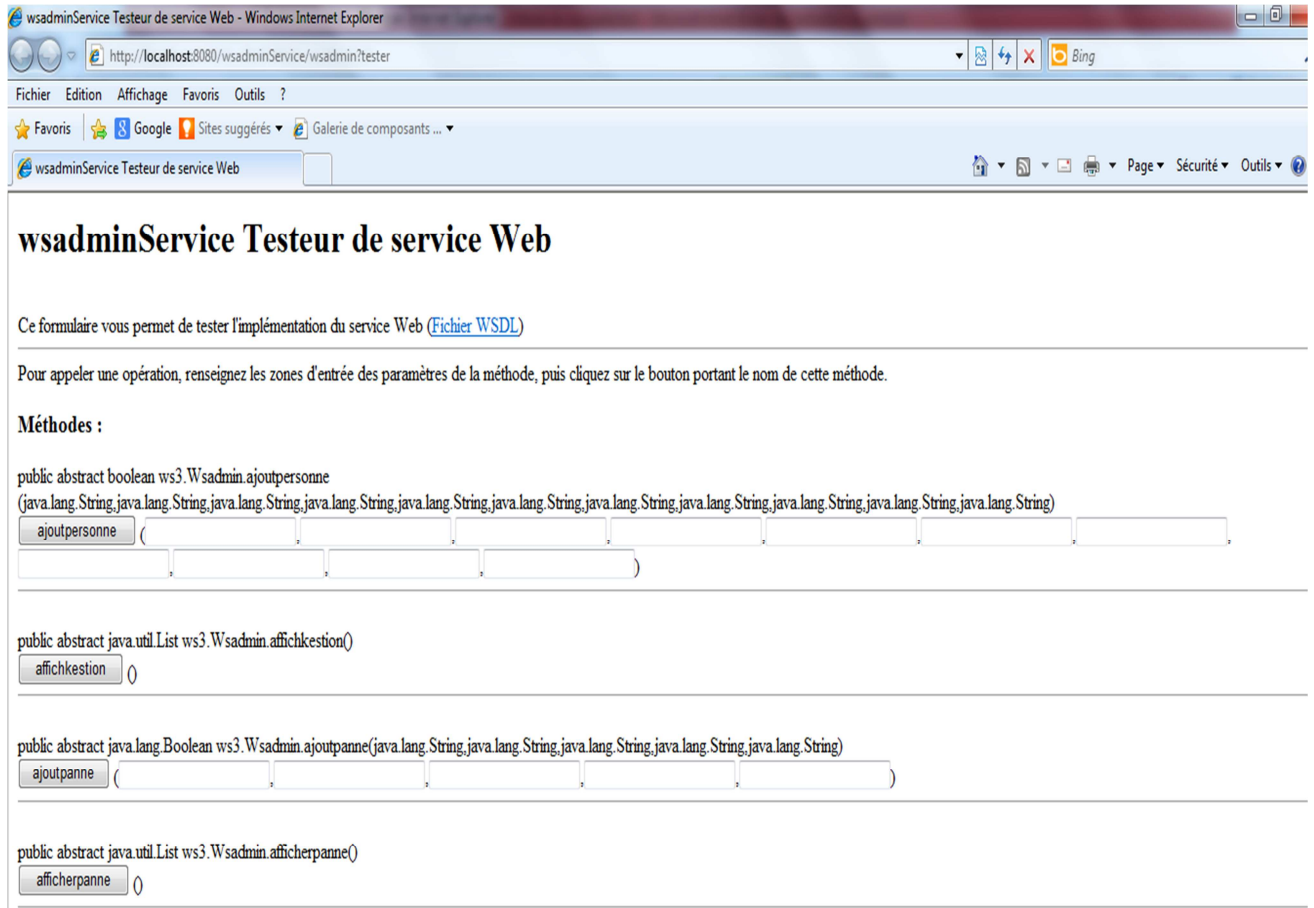 wsadminService Testeur de service Web - Windows Internet Explorer
http://localhost:8080/wsadminService/wsadmin?tester
Bing
Fichier Edition Affichage Favoris Outils ?
Favoris Google Sites suggérés Galerie de composants ...
wsadminService Testeur de service Web
Page Sécurité Outils
wsadminService Testeur de service Web
Ce formulaire vous permet de tester l'implémentation du service Web (Fichier WSDL)
Pour appeler une opération, renseignez les zones d'entrée des paramètres de la méthode, puis cliquez sur le bouton portant le nom de cette méthode.
Méthodes :
public abstract boolean ws3.Wsadmin.ajoutpersonne
(java.lang.String,java.lang.String,java.lang.String,java.lang.String,java.lang.String,java.lang.String,java.lang.String,java.lang.String,java.lang.String,java.lang.String,java.lang.String)
ajoutpersonne ( , , , , , , ,
, , , )
public abstract java.util.List ws3.Wsadmin.affichkestion()
affichkestion ()
public abstract java.lang.Boolean ws3.Wsadmin.ajoutpanne(java.lang.String,java.lang.String,java.lang.String,java.lang.String,java.lang.String)
ajoutpanne ( , , , , )
public abstract java.util.List ws3.Wsadmin.afficherpanne()
afficherpanne ()